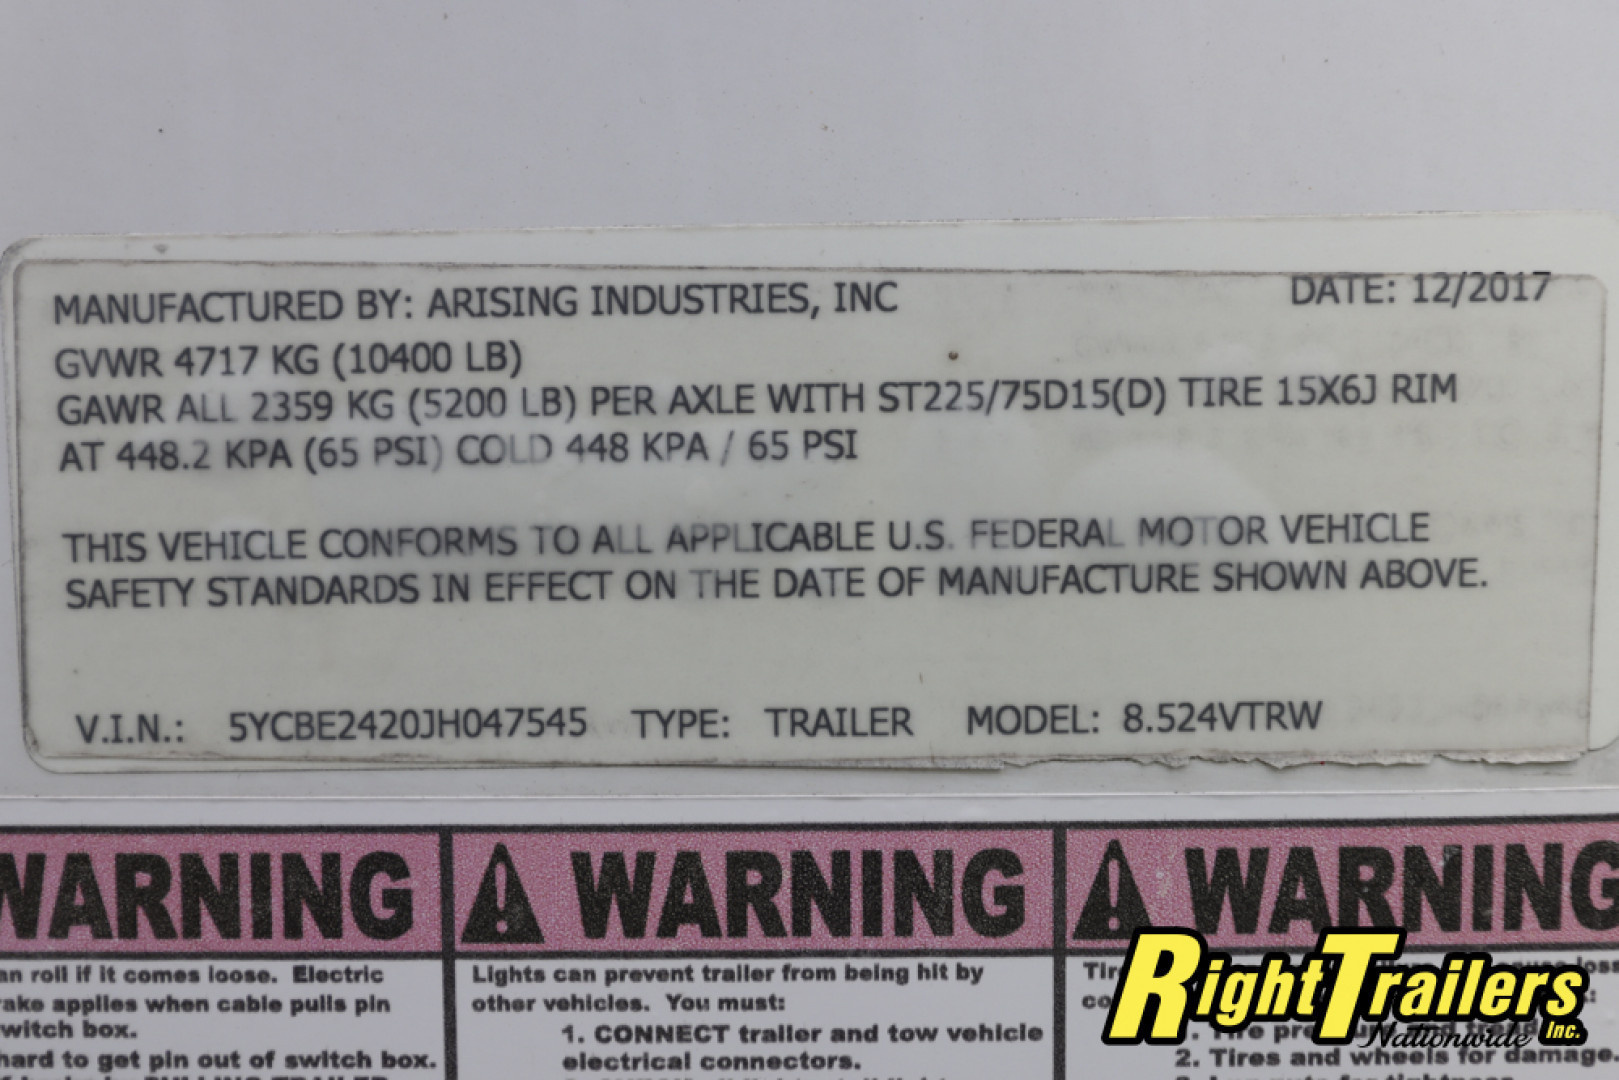 MANUFACTURED BY: ARISING INDUSTRIES, INC DATE: 12/2017
GVWR 4717 KG (10400 LB)
GAWR ALL 2359 KG (5200 LB) PER AXLE WITH ST225/75D15(D) TIRE 15X6J RIM
AT 448.2 KPA (65 PSI) COLD 448 KPA / 65 PSI
THIS VEHICLE CONFORMS TO ALL APPLICABLE U.S. FEDERAL MOTOR VEHICLE
SAFETY STANDARDS IN EFFECT ON THE DATE OF MANUFACTURE SHOWN ABOVE.
V.I.N.: 5YCBE2420JH047545 TYPE: TRAILER MODEL: 8.524VTRW
WARNING
an roll if it comes loose. Electric
rake applies when cable pulls pin
witch box.
hard to get pin out of switch box.
WARNING
Lights can prevent trailer from being hit by
other vehicles. You must:
1. CONNECT trailer and tow vehicle
electrical connectors.
WARNING
2. Tires and wheels for damage.
RightTrailers
Nationwide Inc.